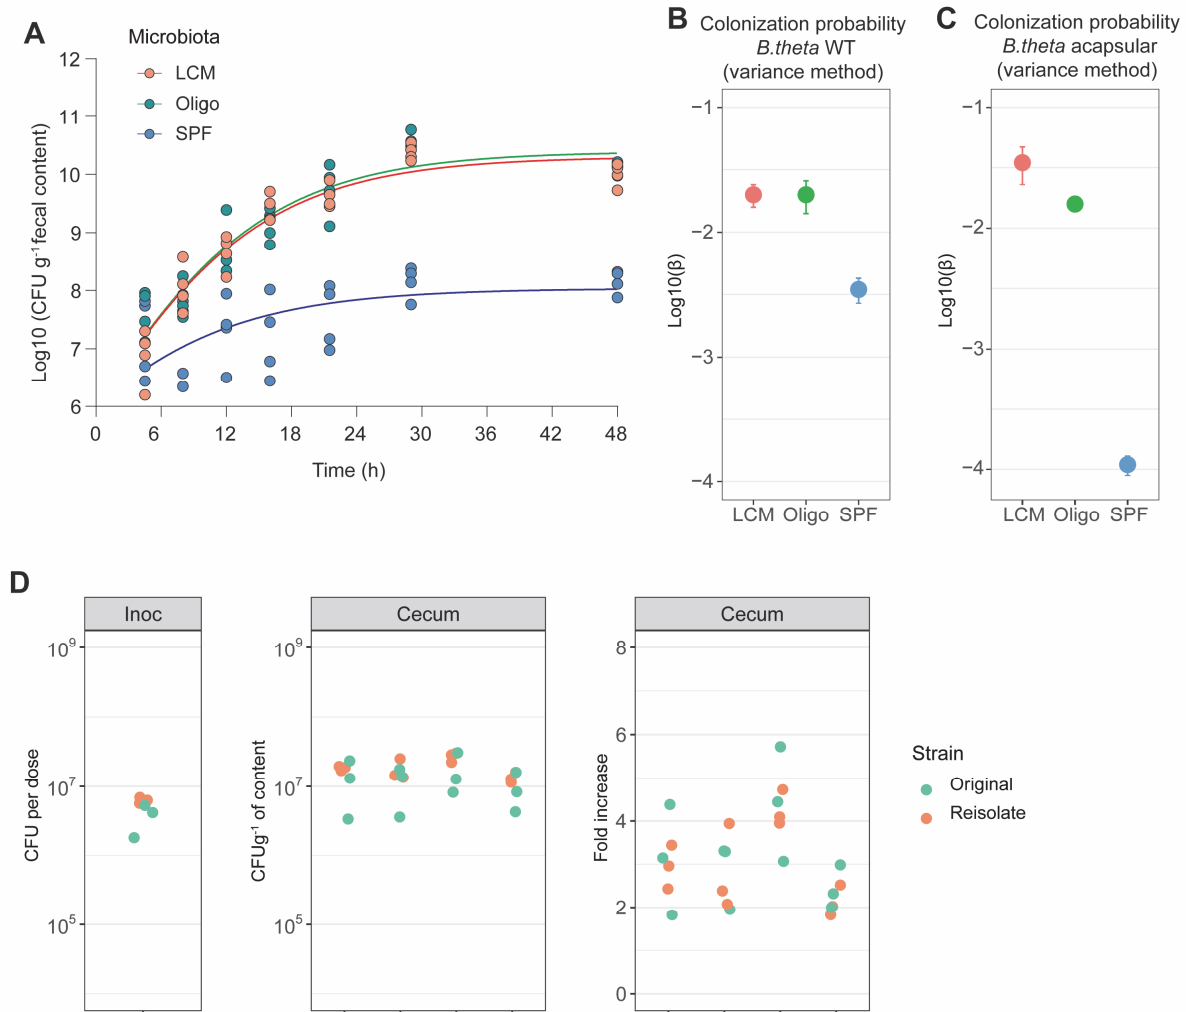 A
Microbiota
LCM
Oligo
SPF
Log10 (CFU g⁻¹ fecal content)
12
11
10
9
8
7
6
0
6
12
18
24
30
36
42
48
Time (h)
B
Colonization probability
B.theta WT
(variance method)
Log10(β)
−1
−2
−3
−4
LCM
Oligo
SPF
C
Colonization probability
B.theta acapsular
(variance method)
Log10(β)
−1
−2
−3
−4
LCM
Oligo
SPF
D
Inoc
CFU per dose
10⁹
10⁷
10⁵
Cecum
CFUg⁻¹ of content
10⁹
10⁷
10⁵
Cecum
Fold increase
8
6
4
2
0
Strain
Original
Reisolate